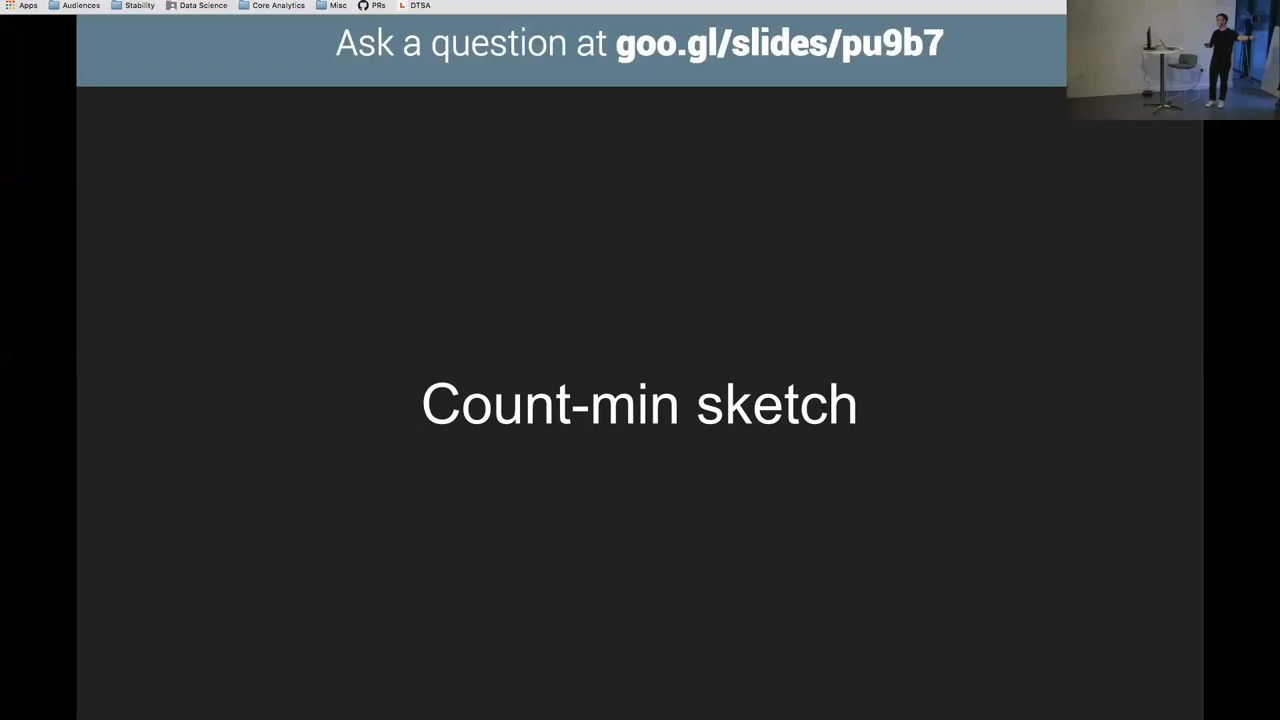 Apps Audiences Stability Data Science Core Analytics Misc PRs DTSA
Ask a question at goo.gl/slides/pu9b7
Count-min sketch